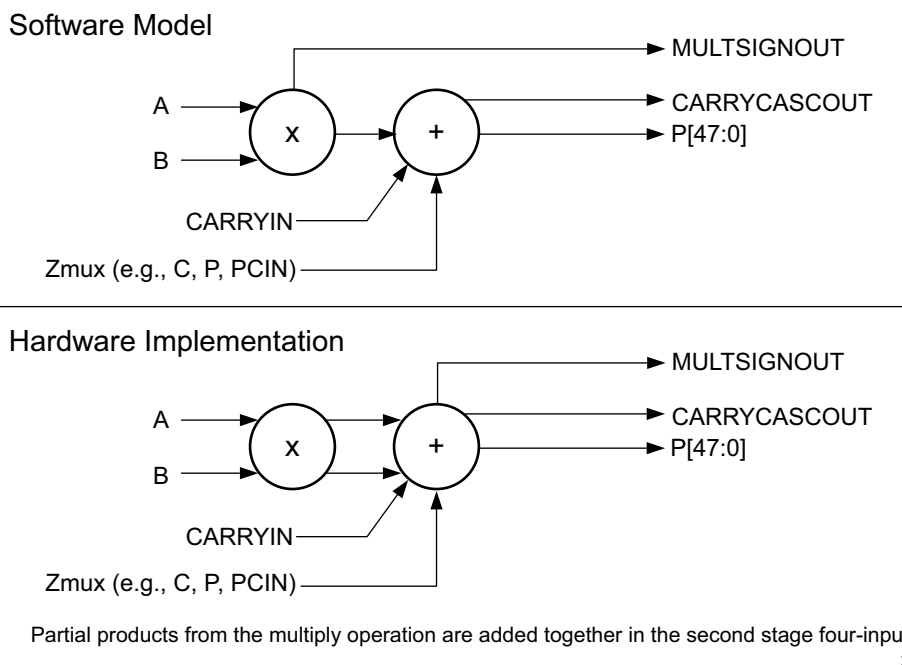 Software Model
MULTSIGNOUT
A
CARRYCASCOUT
x
+
P[47:0]
B
CARRYIN
Zmux (e.g., C, P, PCIN)
Hardware Implementation
MULTSIGNOUT
A
CARRYCASCOUT
x
+
P[47:0]
B
CARRYIN
Zmux (e.g., C, P, PCIN)
Partial products from the multiply operation are added together in the second stage four-inpu